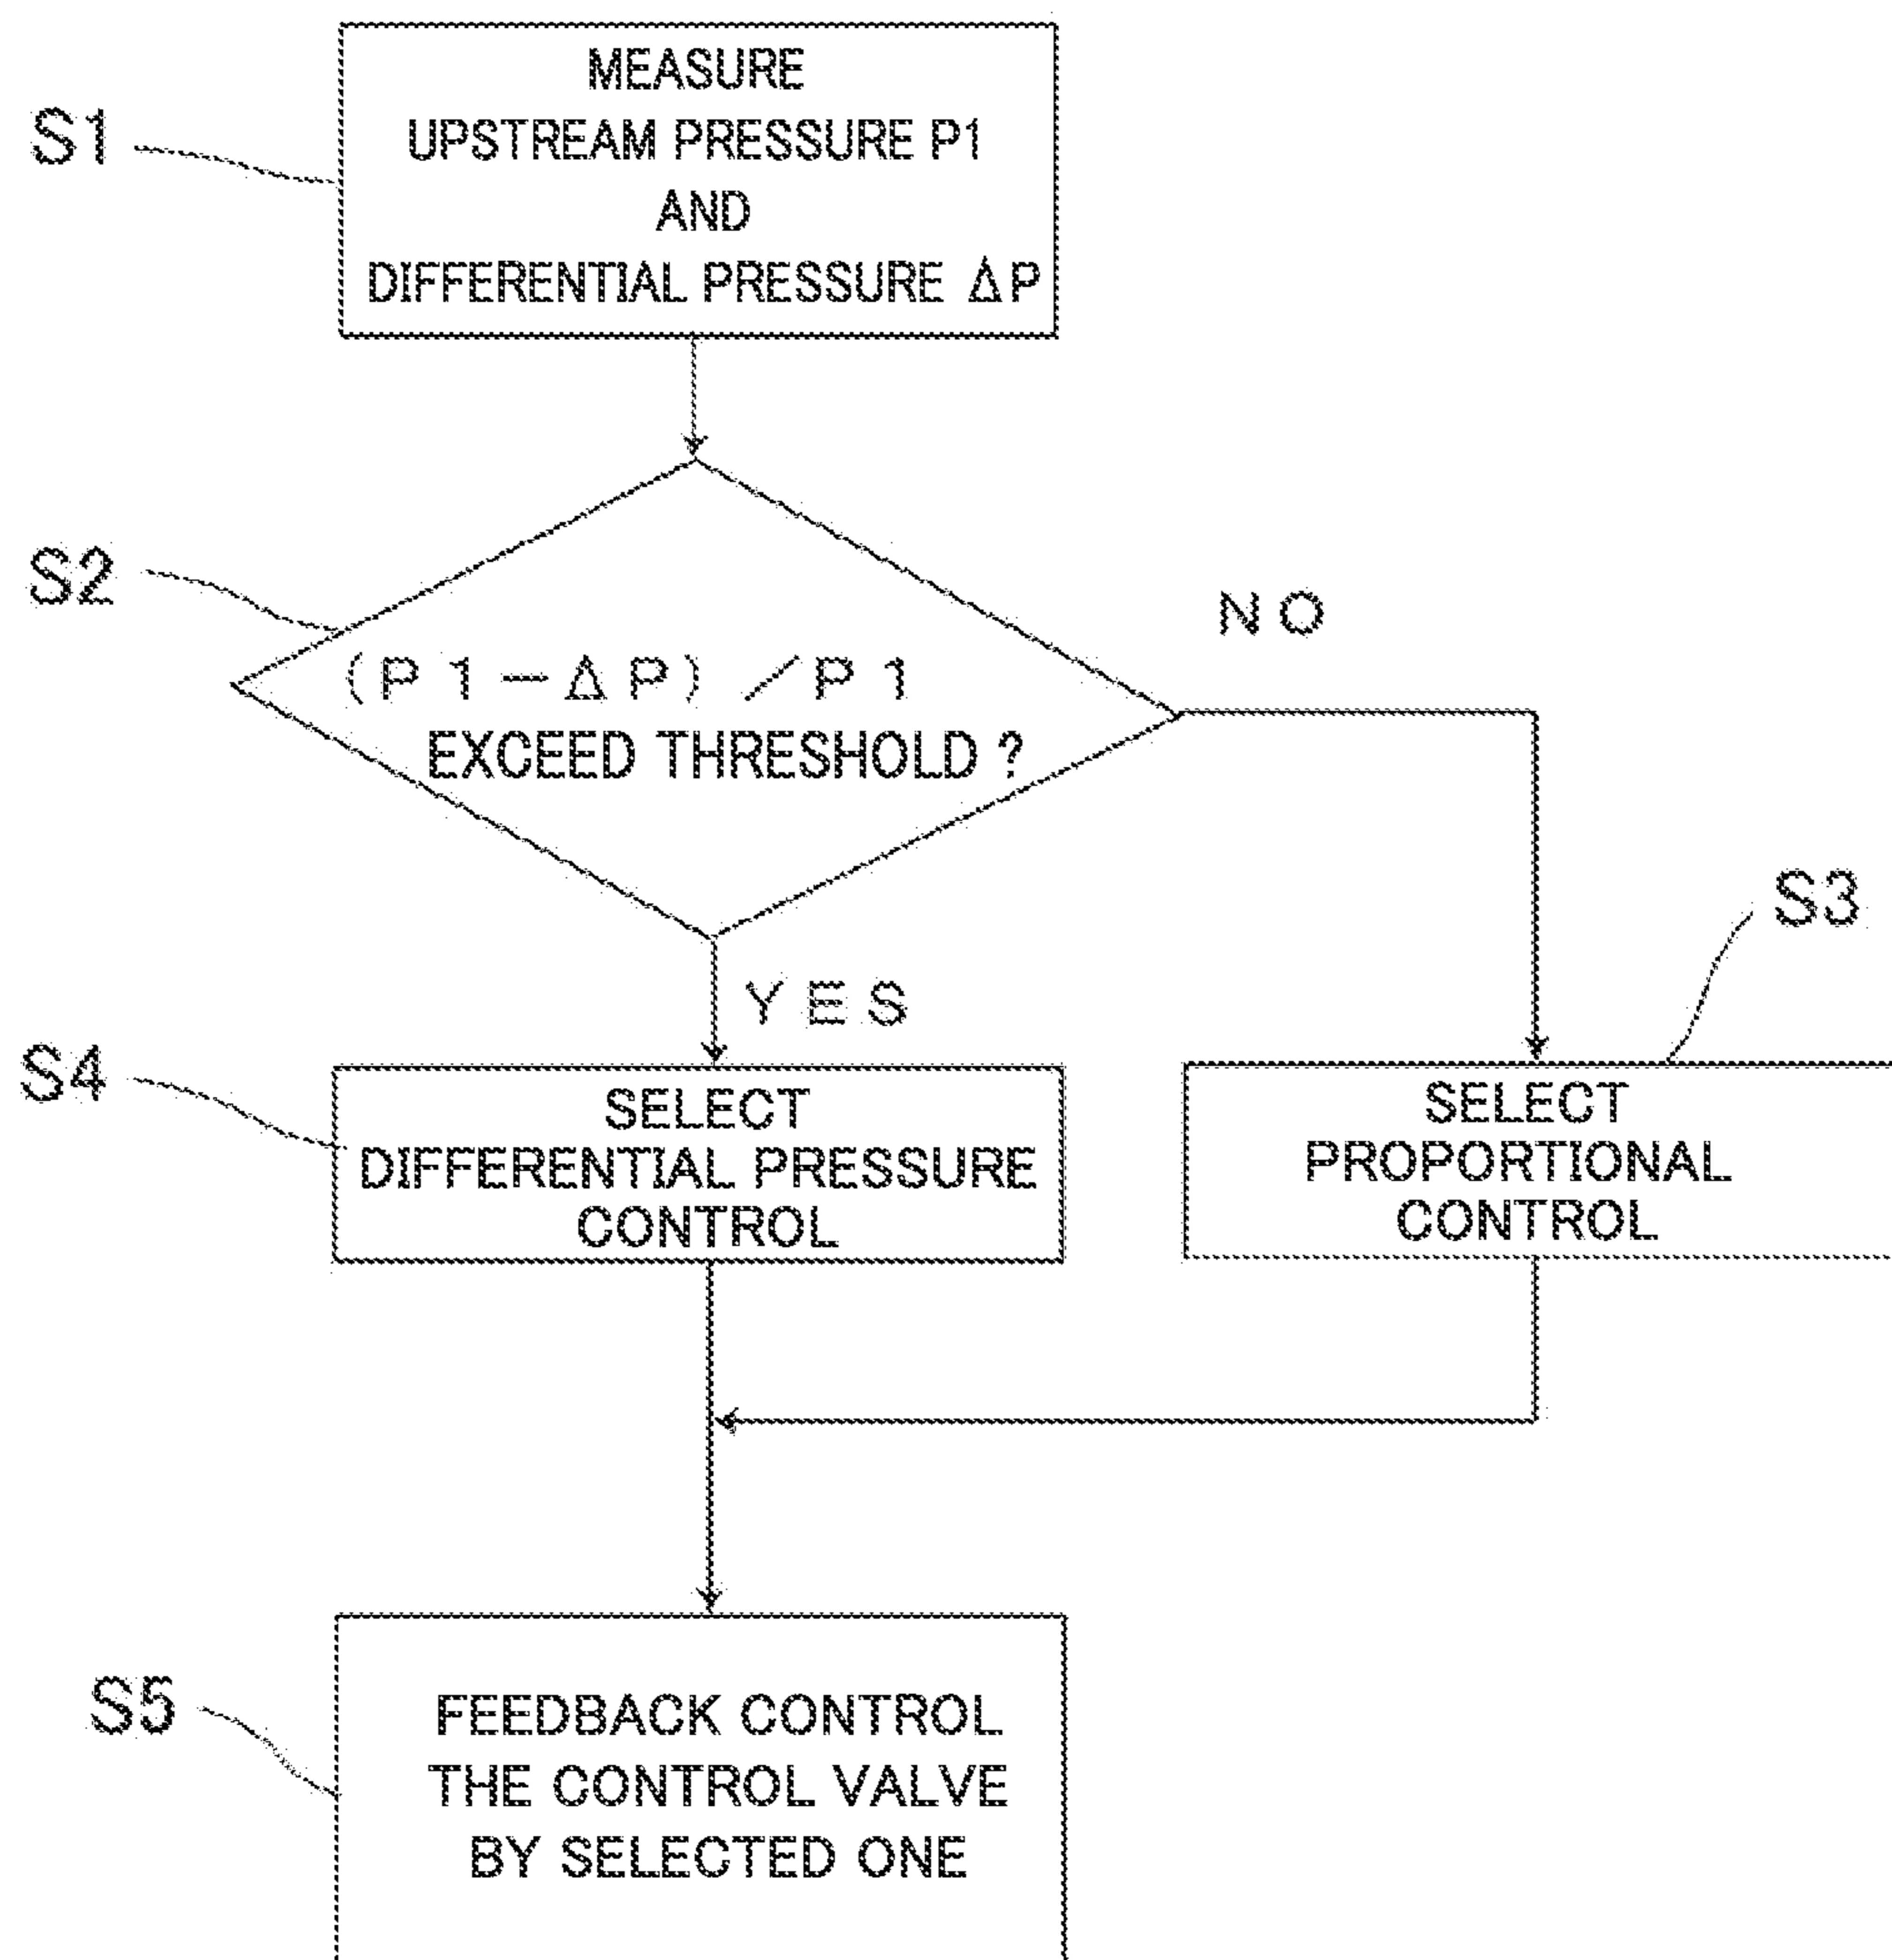 S1
MEASURE
UPSTREAM PRESSURE P1
AND
DIFFERENTIAL PRESSURE ΔP
S2
(P1-ΔP)/P1
EXCEED THRESHOLD?
NO
YES
S3
S4
SELECT
DIFFERENTIAL PRESSURE
CONTROL
SELECT
PROPORTIONAL
CONTROL
S5
FEEDBACK CONTROL
THE CONTROL VALVE
BY SELECTED ONE